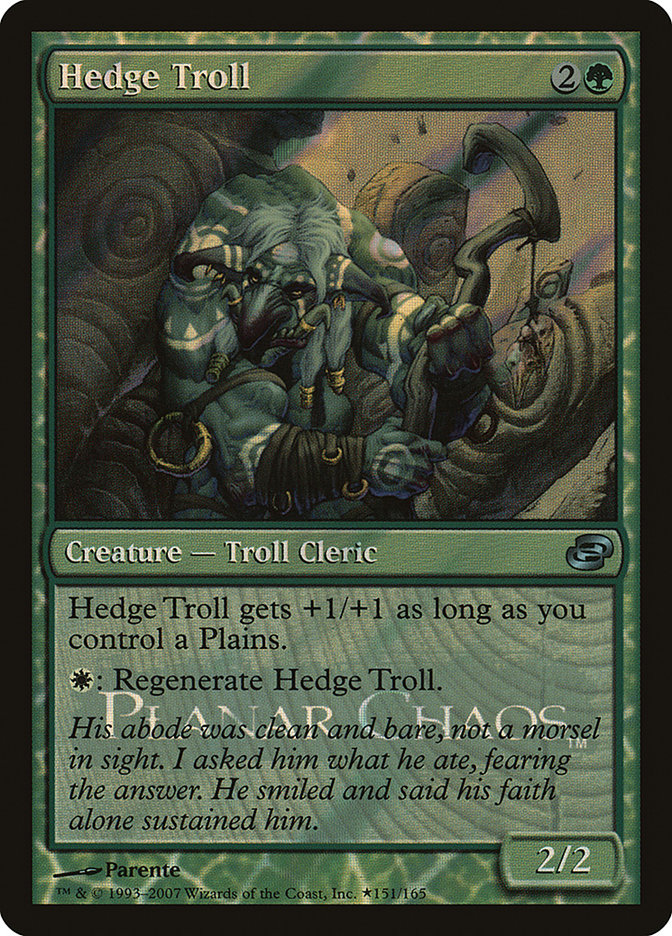 Hedge Troll 2
Creature — Troll Cleric
Hedge Troll gets +1/+1 as long as you
control a Plains.
: Regenerate Hedge Troll.
PLANAR CHAOS™
His abode was clean and bare, not a morsel
in sight. I asked him what he ate, fearing
the answer. He smiled and said his faith
alone sustained him.
2/2
Parente
™ & © 1993–2007 Wizards of the Coast, Inc. ★151/165